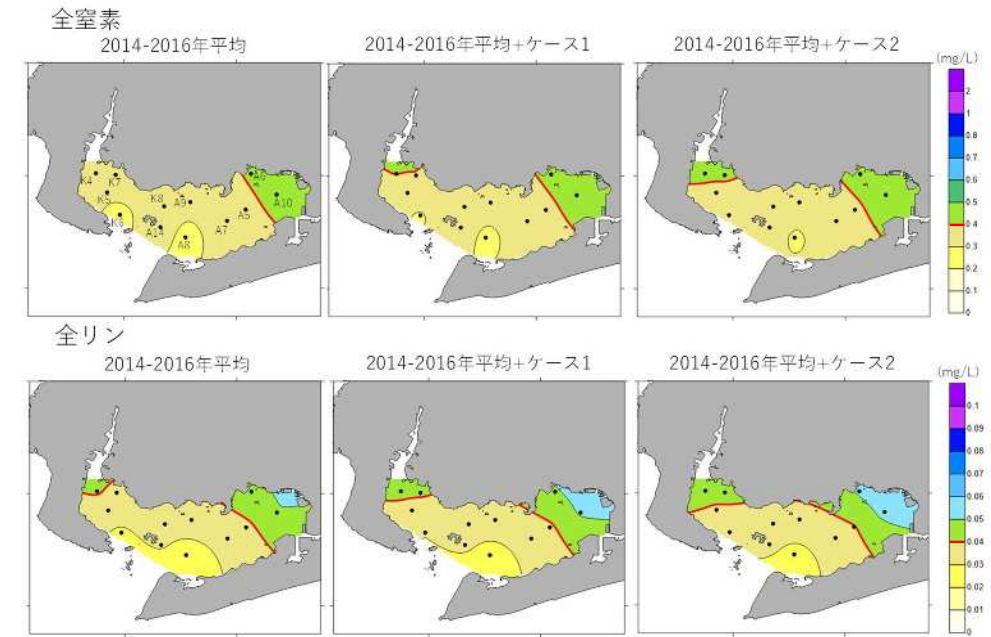 全窒素
2014-2016年平均
2014-2016年平均+ケース1
2014-2016年平均+ケース2
(mg/L)
2
1
0.8
0.7
0.6
0.5
0.4
0.3
0.2
0.1
0
K4
K7
K5
K6
K8
A9
A14
A8
A7
A5
A6
A10
全リン
2014-2016年平均
2014-2016年平均+ケース1
2014-2016年平均+ケース2
(mg/L)
0.1
0.09
0.08
0.07
0.06
0.05
0.04
0.03
0.02
0.01
0